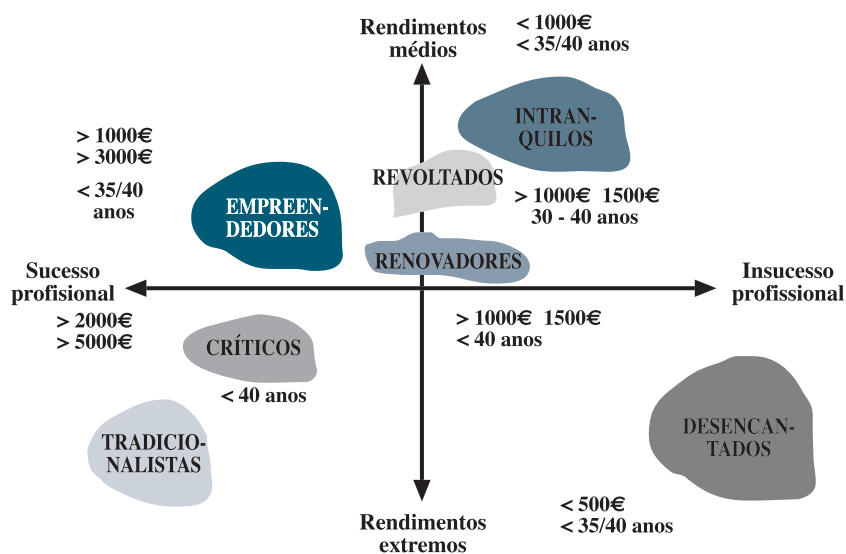 Rendimentos
médios
< 1000€
< 35/40 anos
INTRAN-
QUILOS
> 1000€
> 3000€
< 35/40
anos
REVOLTADOS
EMPREEN-
DEDORES
> 1000€ 1500€
30 - 40 anos
RENOVADORES
Sucesso
profisional
Insucesso
profissional
> 2000€
> 5000€
> 1000€ 1500€
< 40 anos
CRÍTICOS
< 40 anos
TRADICIO-
NALISTAS
DESENCAN-
TADOS
< 500€
< 35/40 anos
Rendimentos
extremos